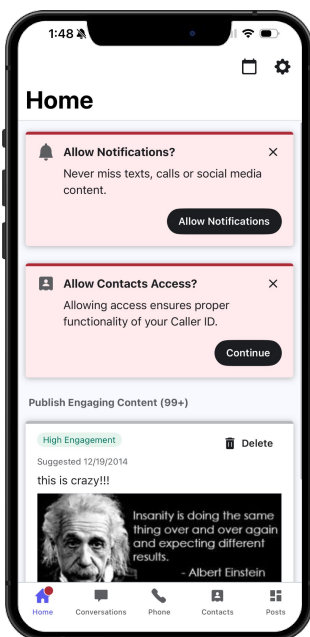 1:48
Home
Allow Notifications?
Never miss texts, calls or social media
content.
Allow Notifications
Allow Contacts Access?
Allowing access ensures proper
functionality of your Caller ID.
Continue
Publish Engaging Content (99+)
High Engagement
Delete
Suggested 12/19/2014
this is crazy!!!
Insanity is doing the same
thing over and over again
and expecting different
results.
- Albert Einstein
Home
Conversations
Phone
Contacts
Posts